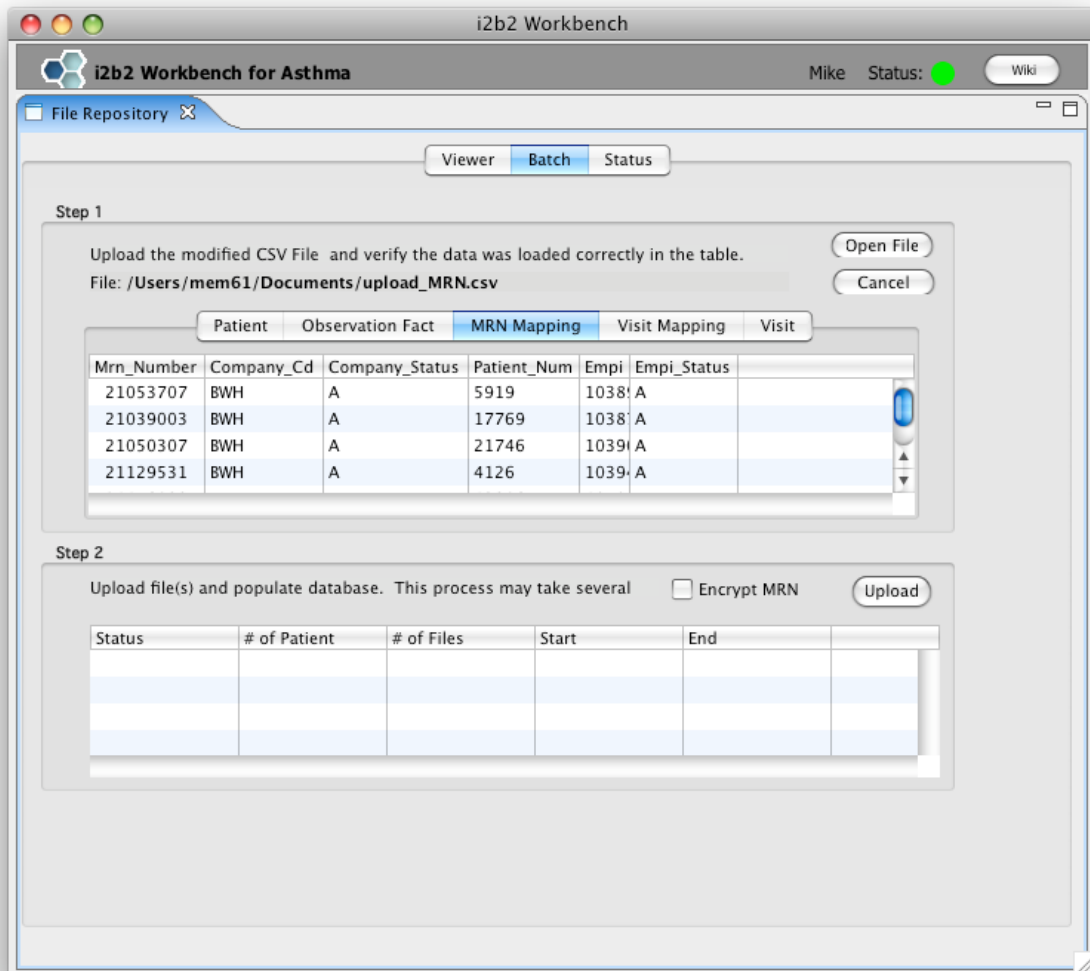 i2b2 Workbench
i2b2 Workbench for Asthma Mike Status: Wiki
File Repository
Viewer Batch Status
Step 1
Upload the modified CSV File and verify the data was loaded correctly in the table. Open File
File: /Users/mem61/Documents/upload_MRN.csv Cancel
Patient Observation Fact MRN Mapping Visit Mapping Visit
Mrn_Number Company_Cd Company_Status Patient_Num Empi Empi_Status
21053707 BWH A 5919 1038 A
21039003 BWH A 17769 1038 A
21050307 BWH A 21746 1039 A
21129531 BWH A 4126 1039 A
Step 2
Upload file(s) and populate database. This process may take several Encrypt MRN Upload
Status # of Patient # of Files Start End